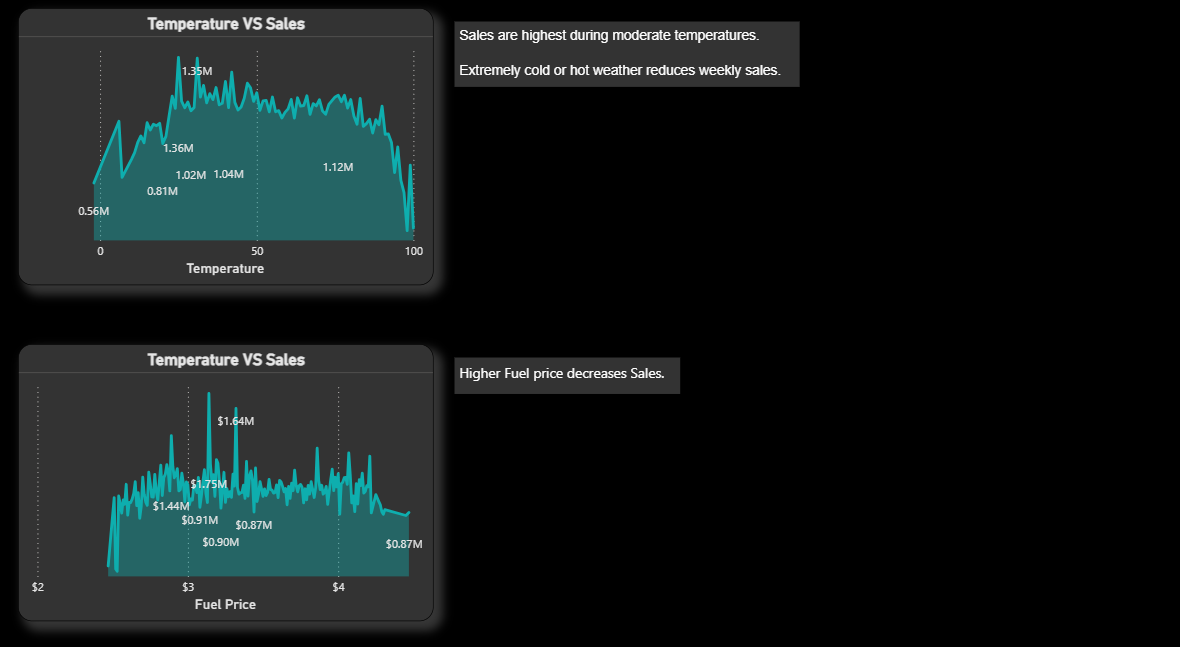 Temperature VS Sales
1.35M
1.36M
1.02M 1.04M
1.12M
0.81M
0.56M
0 50 100
Temperature
Sales are highest during moderate temperatures.
Extremely cold or hot weather reduces weekly sales.
Temperature VS Sales
$1.64M
$1.75M
$1.44M
$0.91M
$0.87M
$0.90M
$0.87M
$2 $3 $4
Fuel Price
Higher Fuel price decreases Sales.